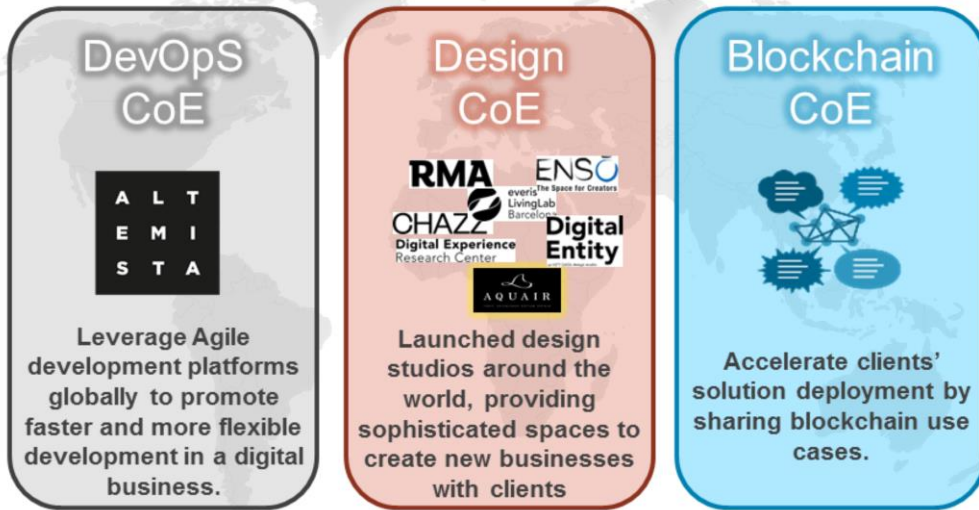 DevOpS
CoE
A L T
E M I
S T A
Leverage Agile
development platforms
globally to promote
faster and more flexible
development in a digital
business.
Design
CoE
RMA
ENSO
The Space for Creators
everis
LivingLab
Barcelona
CHAZZ
Digital Experience
Research Center
Digital
Entity
AQUAIR
Launched design
studios around the
world, providing
sophisticated spaces to
create new businesses
with clients
Blockchain
CoE
Accelerate clients'
solution deployment by
sharing blockchain use
cases.